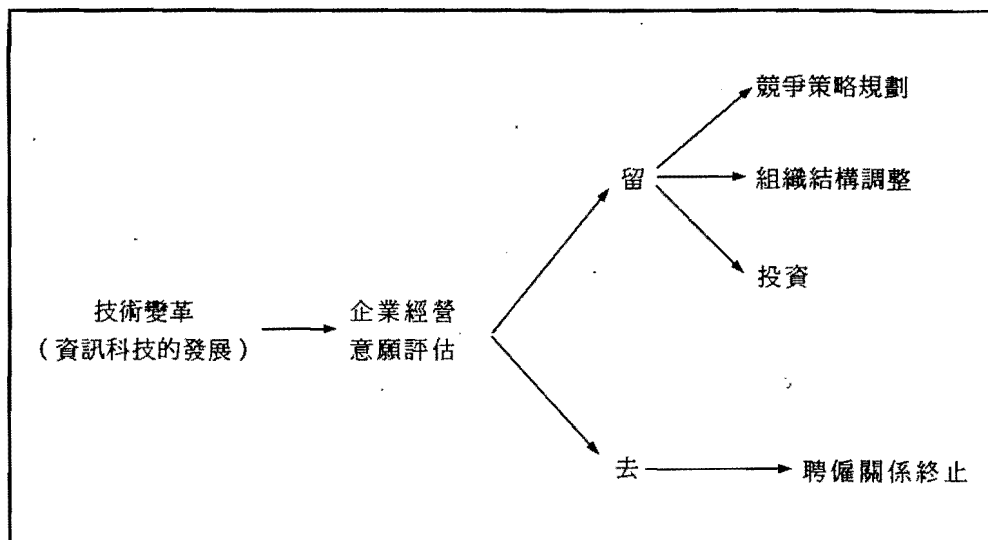 競爭策略規劃
留
組織結構調整
投資
技術變革
（資訊科技的發展）
企業經營
意願評估
去
聘僱關係終止